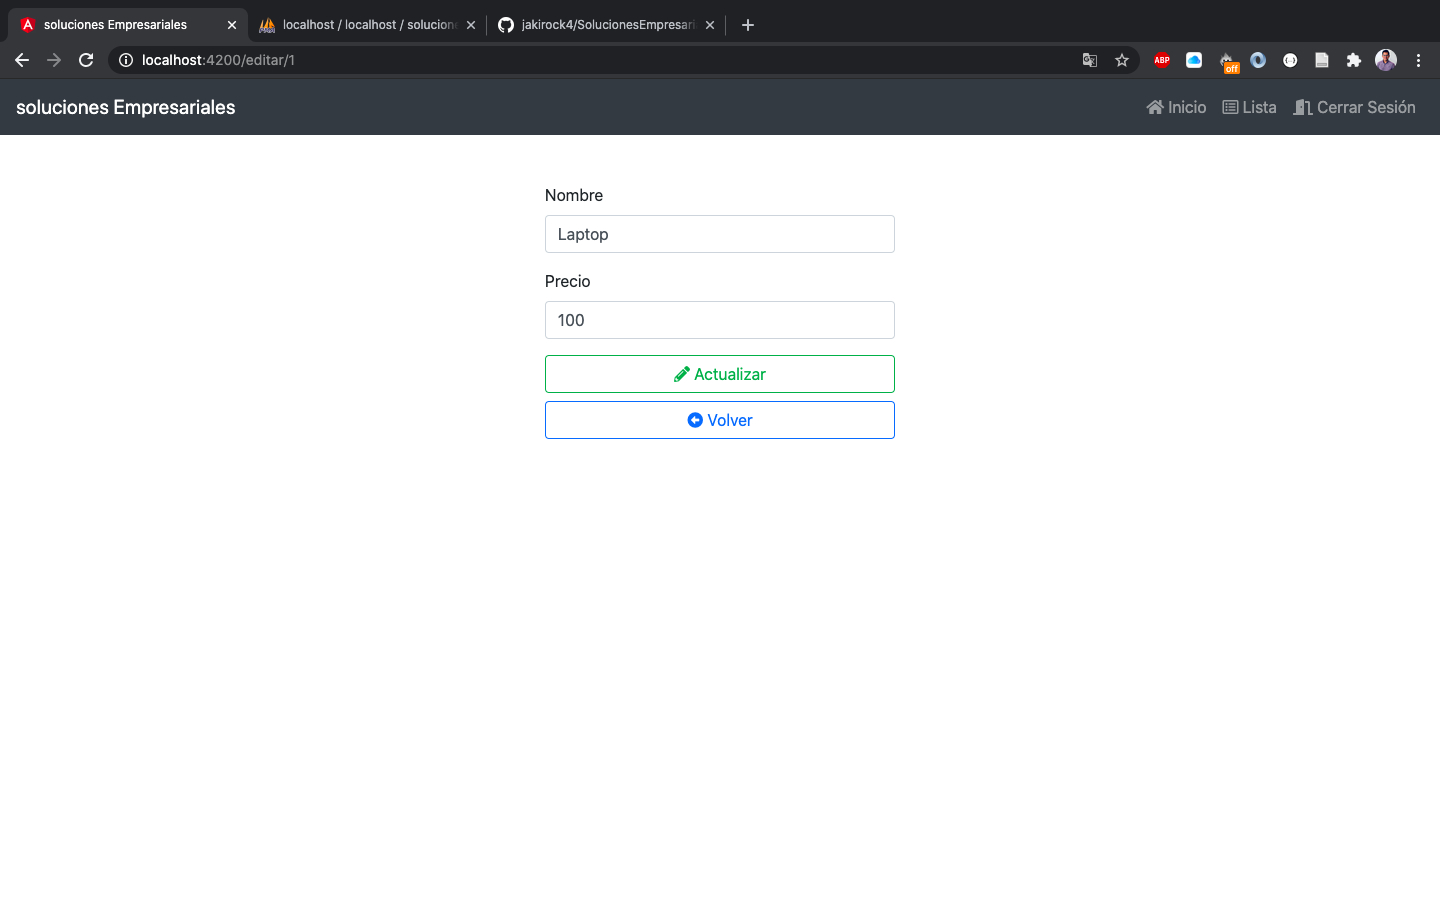 soluciones Empresariales
localhost / localhost / solucione
jakirock4/SolucionesEmpresari
localhost:4200/editar/1
ABP
off
soluciones Empresariales
Inicio
Lista
Cerrar Sesión
Nombre
Laptop
Precio
100
Actualizar
Volver